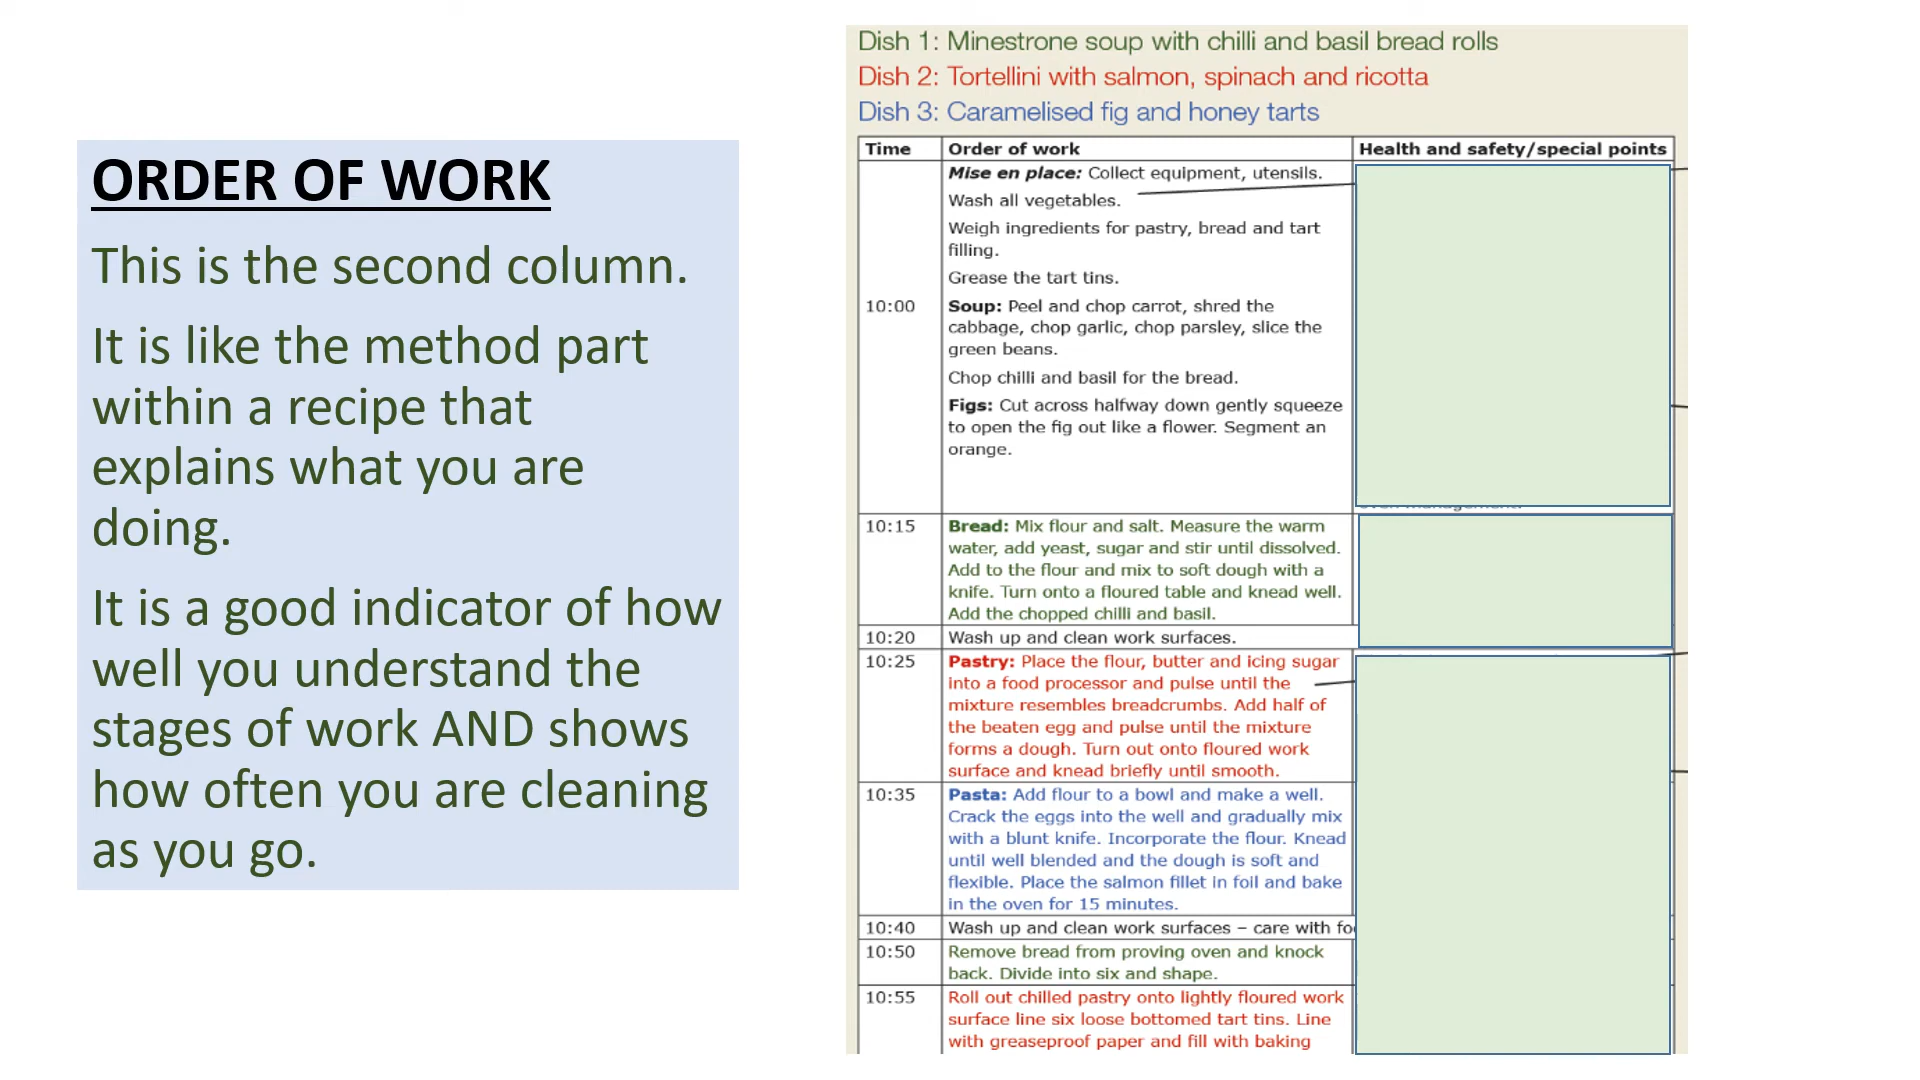 ORDER OF WORK
This is the second column.
It is like the method part
within a recipe that
explains what you are
doing.
It is a good indicator of how
well you understand the
stages of work AND shows
how often you are cleaning
as you go.
Dish 1: Minestrone soup with chilli and basil bread rolls
Dish 2: Tortellini with salmon, spinach and ricotta
Dish 3: Caramelised fig and honey tarts
Time Order of work Health and safety/special points
Mise en place: Collect equipment, utensils.
Wash all vegetables.
Weigh ingredients for pastry, bread and tart
filling.
Grease the tart tins.
10:00 Soup: Peel and chop carrot, shred the
cabbage, chop garlic, chop parsley, slice the
green beans.
Chop chilli and basil for the bread.
Figs: Cut across halfway down gently squeeze
to open the fig out like a flower. Segment an
orange.
10:15 Bread: Mix flour and salt. Measure the warm
water, add yeast, sugar and stir until dissolved.
Add to the flour and mix to soft dough with a
knife. Turn onto a floured table and knead well.
Add the chopped chilli and basil.
10:20 Wash up and clean work surfaces.
10:25 Pastry: Place the flour, butter and icing sugar
into a food processor and pulse until the
mixture resembles breadcrumbs. Add half of
the beaten egg and pulse until the mixture
forms a dough. Turn out onto floured work
surface and knead briefly until smooth.
10:35 Pasta: Add flour to a bowl and make a well.
Crack the eggs into the well and gradually mix
with a blunt knife. Incorporate the flour. Knead
until well blended and the dough is soft and
flexible. Place the salmon fillet in foil and bake
in the oven for 15 minutes.
10:40 Wash up and clean work surfaces – care with fo
10:50 Remove bread from proving oven and knock
back. Divide into six and shape.
10:55 Roll out chilled pastry onto lightly floured work
surface line six loose bottomed tart tins. Line
with greaseproof paper and fill with baking